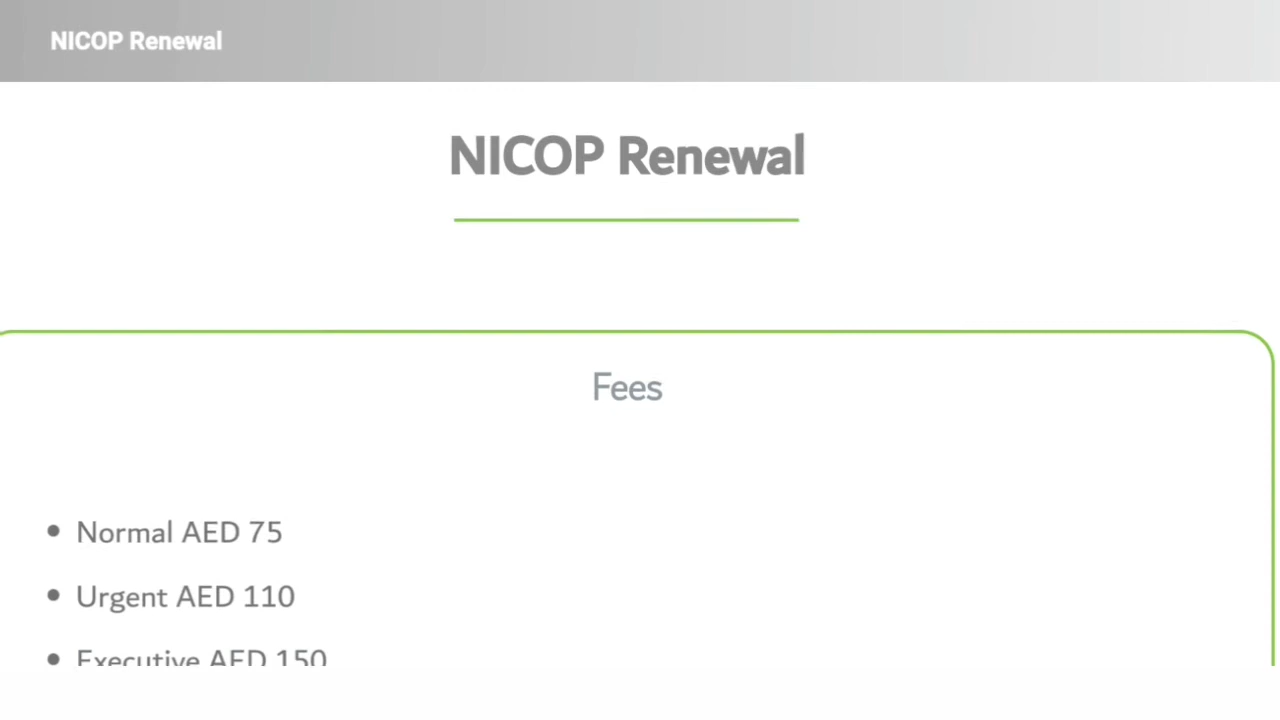 NICOP Renewal
NICOP Renewal
Fees
• Normal AED 75
• Urgent AED 110
• Executive AED 150